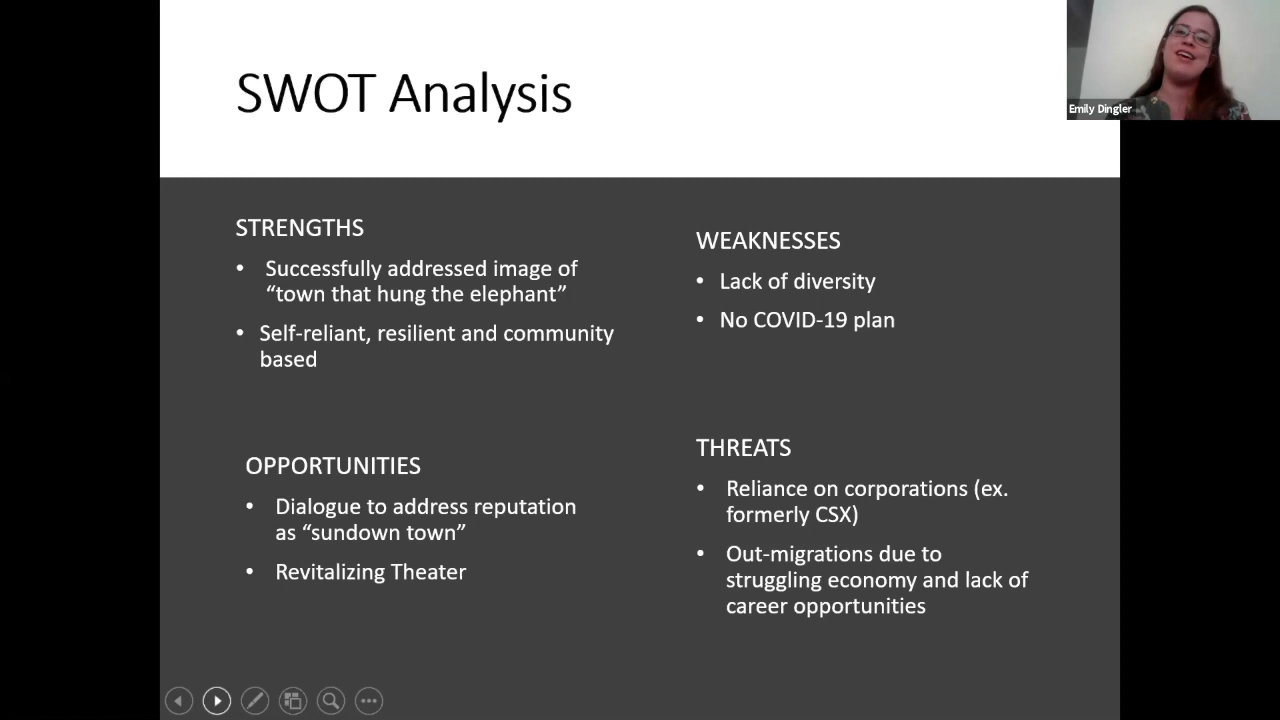 SWOT Analysis
Emily Dingler
STRENGTHS
• Successfully addressed image of
“town that hung the elephant”
• Self-reliant, resilient and community
based
WEAKNESSES
• Lack of diversity
• No COVID-19 plan
OPPORTUNITIES
• Dialogue to address reputation
as “sundown town”
• Revitalizing Theater
THREATS
• Reliance on corporations (ex.
formerly CSX)
• Out-migrations due to
struggling economy and lack of
career opportunities